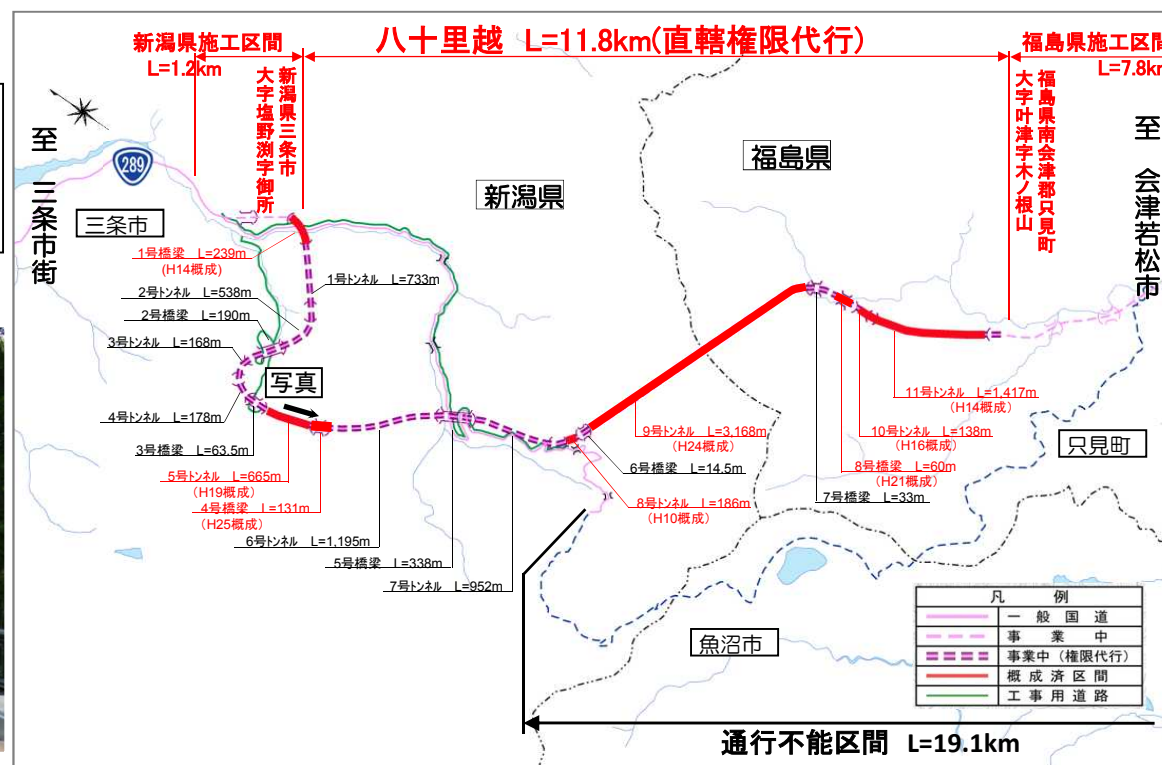 新潟県施工区間
L=1.2km
八十里越 L=11.8km(直轄権限代行)
福島県施工区間
L=7.8km
新潟県三条市
大字塩野渕字御所
福島県南会津郡只見町
大字叶津字木ノ根山
至 三条市街
至 会津若松市
289
三条市
新潟県
福島県
1号橋梁 L=239m
(H14概成)
1号トンネル L=733m
2号トンネル L=538m
2号橋梁 L=190m
3号トンネル L=168m
写真
4号トンネル L=178m
3号橋梁 L=63.5m
5号トンネル L=665m
(H19概成)
4号橋梁 L=131m
(H25概成)
6号トンネル L=1,195m
5号橋梁 L=338m
7号トンネル L=952m
9号トンネル L=3,168m
(H24概成)
6号橋梁 L=14.5m
8号トンネル L=186m
(H10概成)
11号トンネル L=1,417m
(H14概成)
10号トンネル L=138m
(H16概成)
8号橋梁 L=60m
(H21概成)
7号橋梁 L=33m
只見町
魚沼市
凡 例
一般国道
事業中
事業中(権限代行)
概成済区間
工事用道路
通行不能区間 L=19.1km